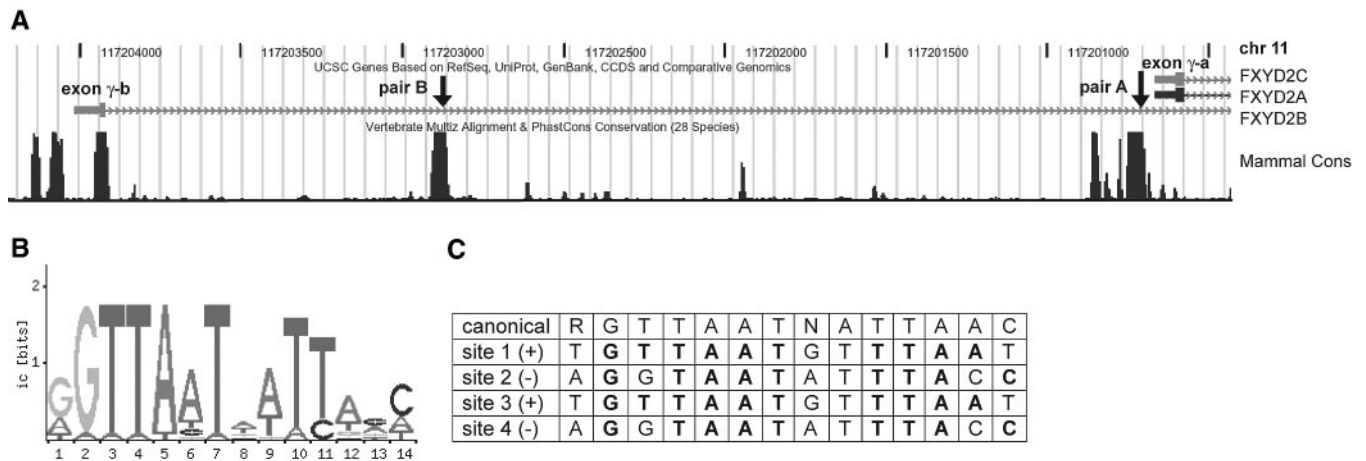 A
117204000 117203500 117203000 117202500 117202000 117201500 117201000 chr 11
UCSC Genes Based on RefSeq, UniProt, GenBank, CCDS and Comparative Genomics
exon γ-b pair B pair A exon γ-a
FXYD2C
FXYD2A
FXYD2B
Vertebrate Multiz Alignment & PhastCons Conservation (28 Species)
Mammal Cons
B
2
1
ic [bits]
G G T T A A T A A T T A C
A C A
1 2 3 4 5 6 7 8 9 10 11 12 13 14
C
canonical R G T T A A T N A T T A A C
site 1 (+) T G T T A A T G T T T A A T
site 2 (-) A G G T A A T A T T T A C C
site 3 (+) T G T T A A T G T T T A A T
site 4 (-) A G G T A A T A T T T A C C